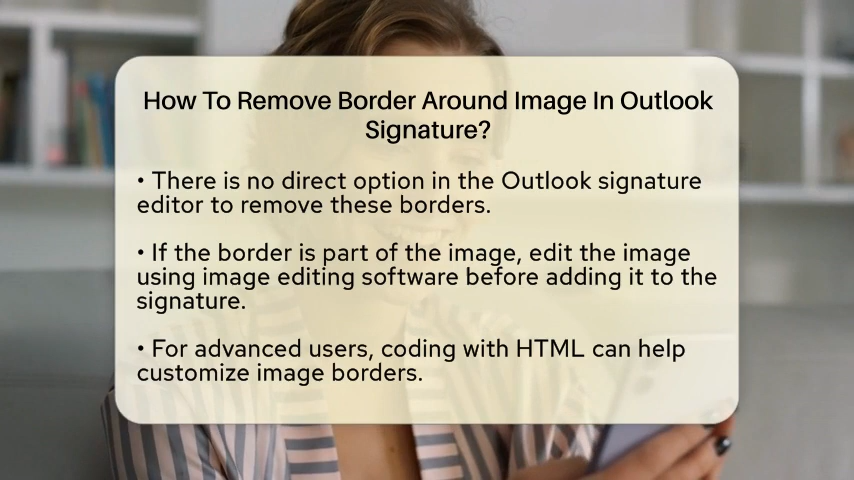 How To Remove Border Around Image In Outlook
Signature?
• There is no direct option in the Outlook signature
editor to remove these borders.
• If the border is part of the image, edit the image
using image editing software before adding it to the
signature.
• For advanced users, coding with HTML can help
customize image borders.